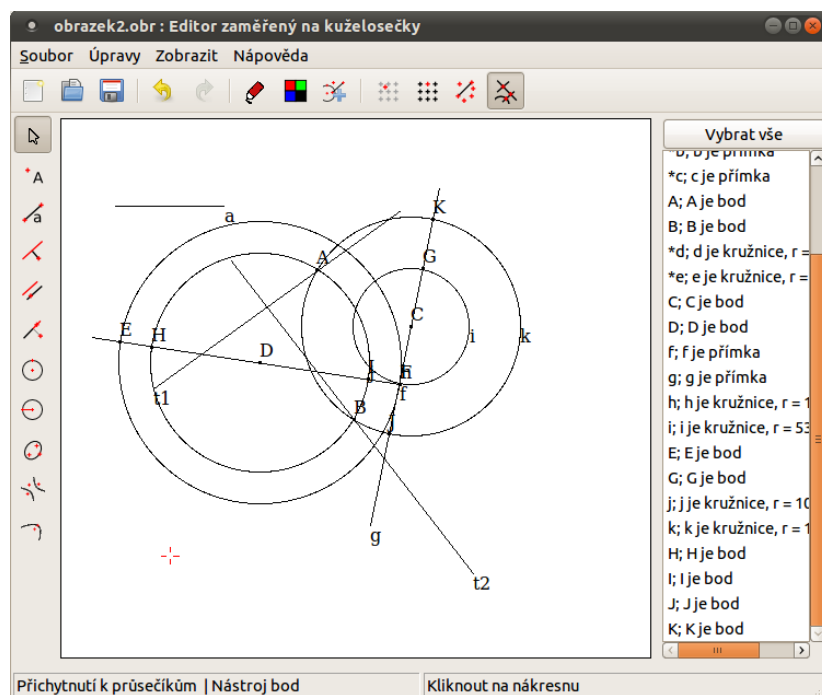 obrazek2.obr : Editor zaměřený na kuželosečky
Soubor Úpravy Zobrazit Nápověda
A
a
Vybrat vše
*b; b je přímka
*c; c je přímka
A; A je bod
B; B je bod
*d; d je kružnice, r =
*e; e je kružnice, r =
C; C je bod
D; D je bod
f; f je přímka
g; g je přímka
h; h je kružnice, r = 1
i; i je kružnice, r = 53
E; E je bod
G; G je bod
j; j je kružnice, r = 10
k; k je kružnice, r = 1
H; H je bod
I; I je bod
J; J je bod
K; K je bod
K
a
A
G
C
E
H
i
k
D
t1
f
B
J
g
t2
Přichytnutí k průsečíkům | Nástroj bod
Kliknout na nákresnu